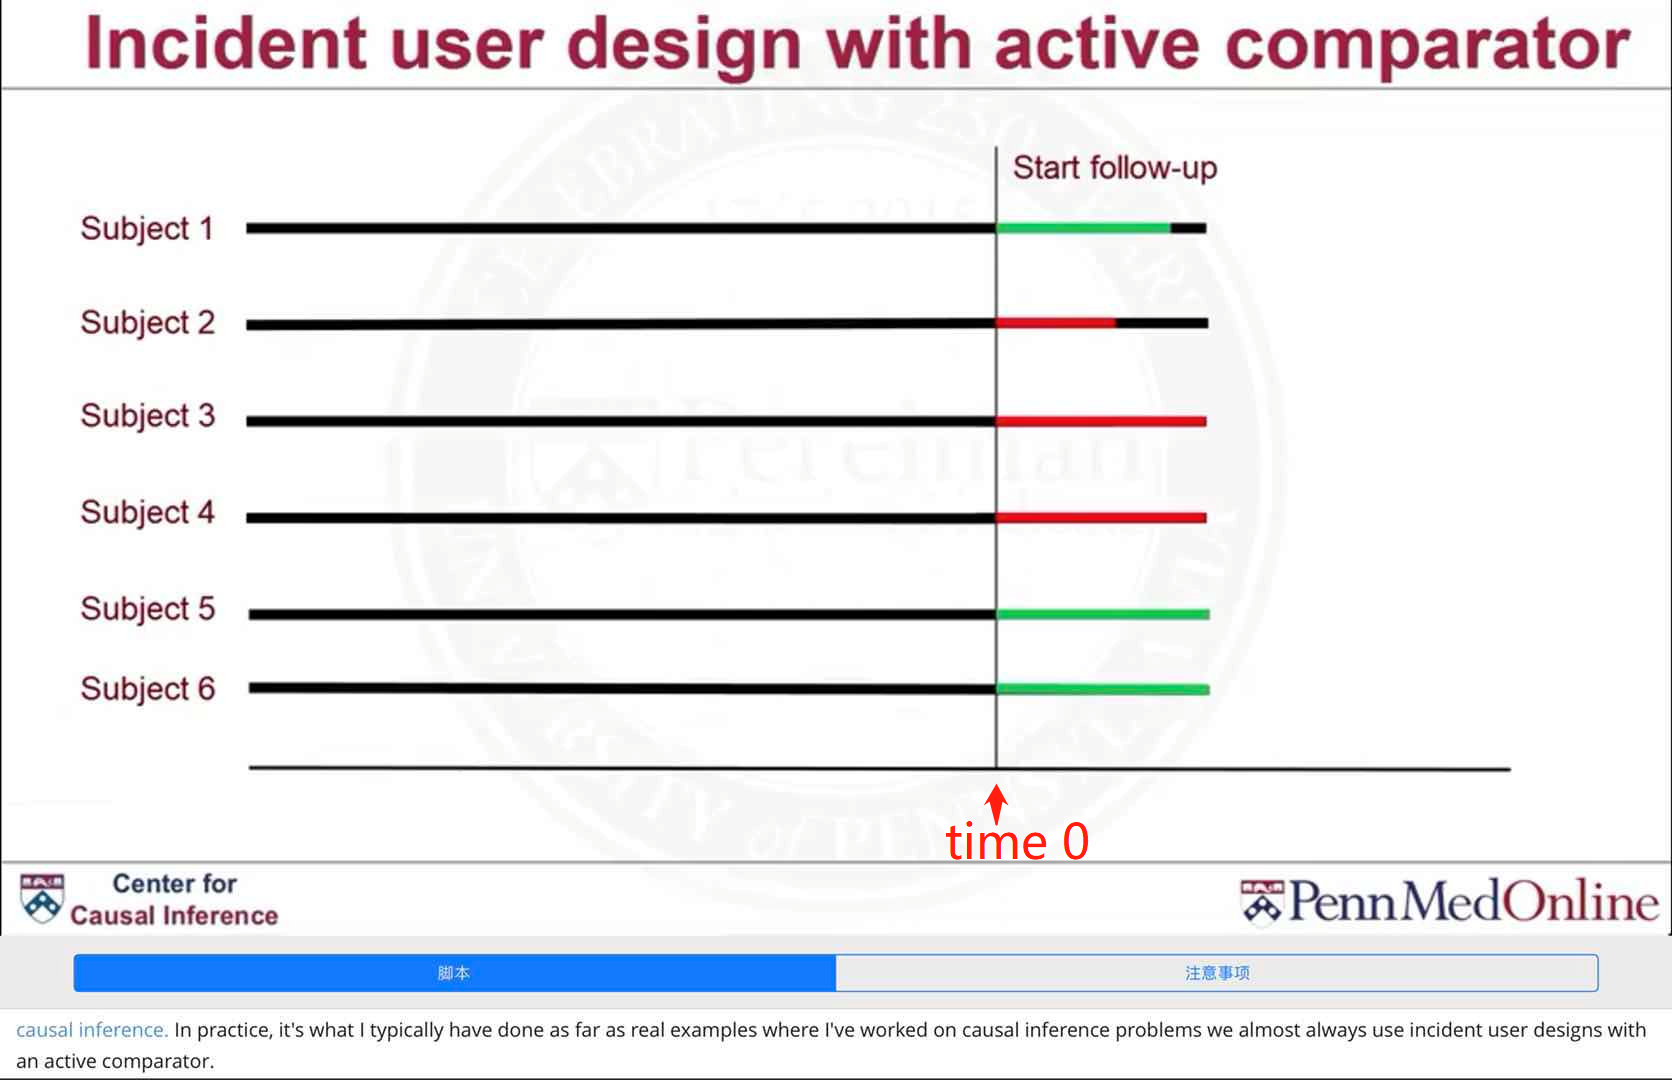 Incident user design with active comparator
Start follow-up
Subject 1
Subject 2
Subject 3
Subject 4
Subject 5
Subject 6
time 0
Center for
Causal Inference
PennMedOnline
脚本
注意事项
causal inference. In practice, it's what I typically have done as far as real examples where I've worked on causal inference problems we almost always use incident user designs with
an active comparator.